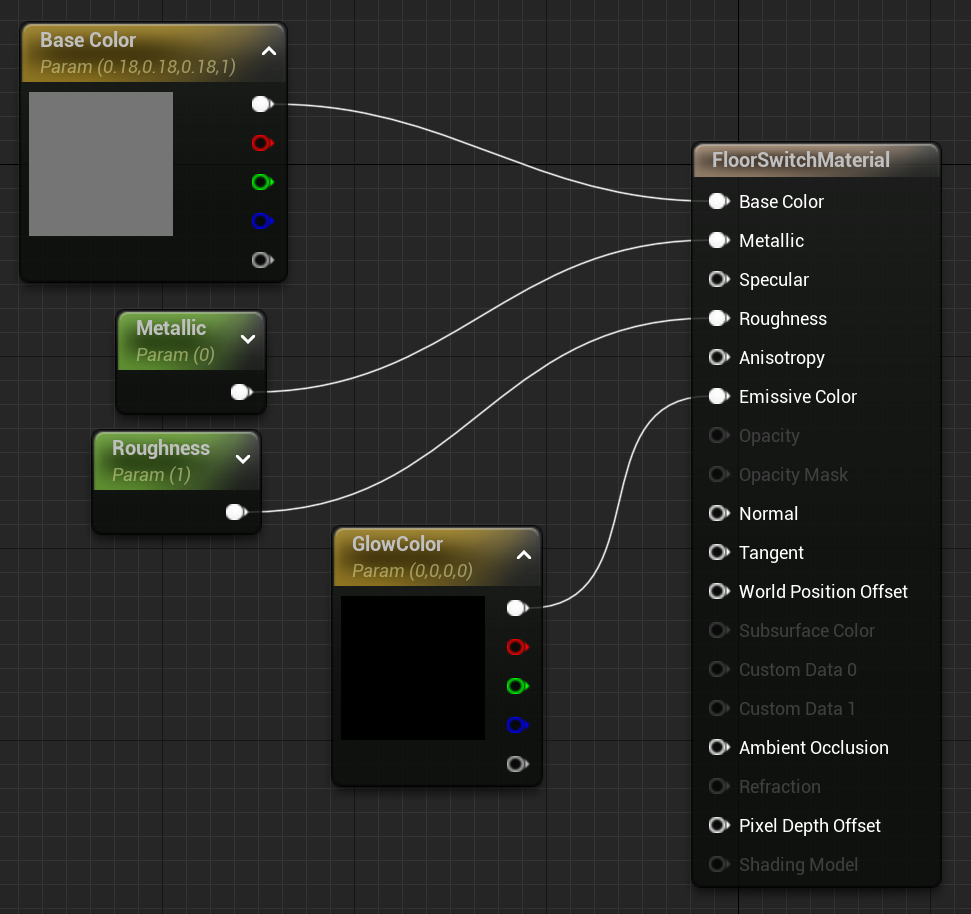 Base Color
Param (0.18,0.18,0.18,1)
Metallic
Param (0)
Roughness
Param (1)
GlowColor
Param (0,0,0,0)
FloorSwitchMaterial
Base Color
Metallic
Specular
Roughness
Anisotropy
Emissive Color
Opacity
Opacity Mask
Normal
Tangent
World Position Offset
Subsurface Color
Custom Data 0
Custom Data 1
Ambient Occlusion
Refraction
Pixel Depth Offset
Shading Model